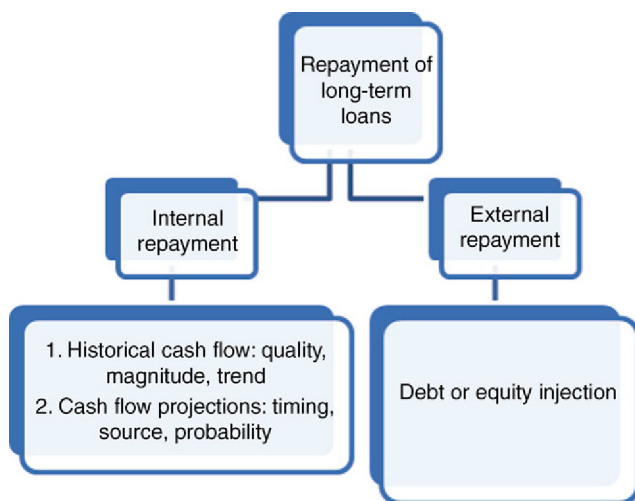 Repayment of
long-term
loans
Internal
repayment
External
repayment
1. Historical cash flow: quality,
magnitude, trend
2. Cash flow projections: timing,
source, probability
Debt or equity injection